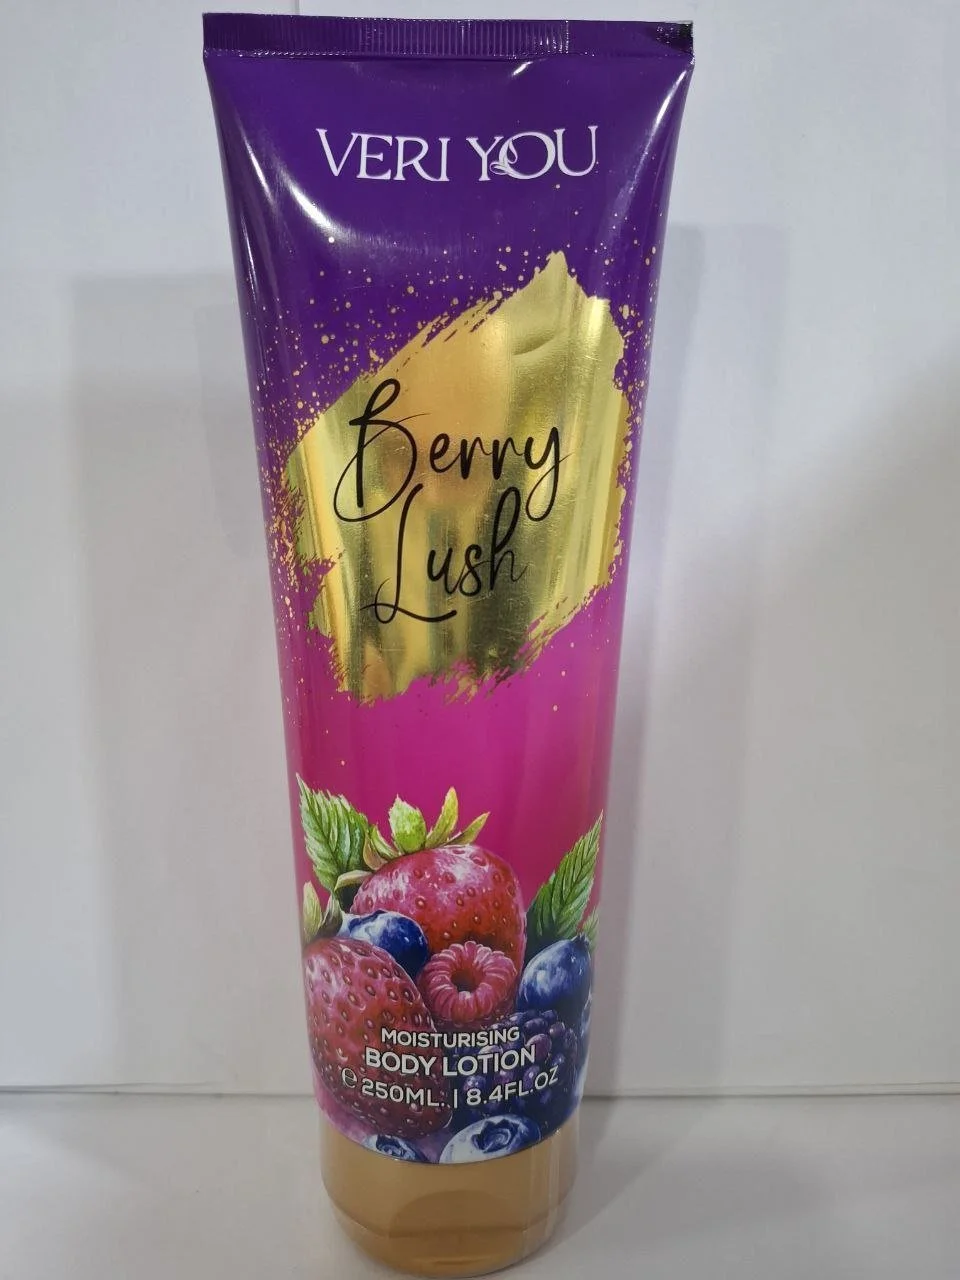 VERI YOU
Berry
Lush
MOISTURISING
BODY LOTION
℮ 250ML. | 8.4FL.OZ